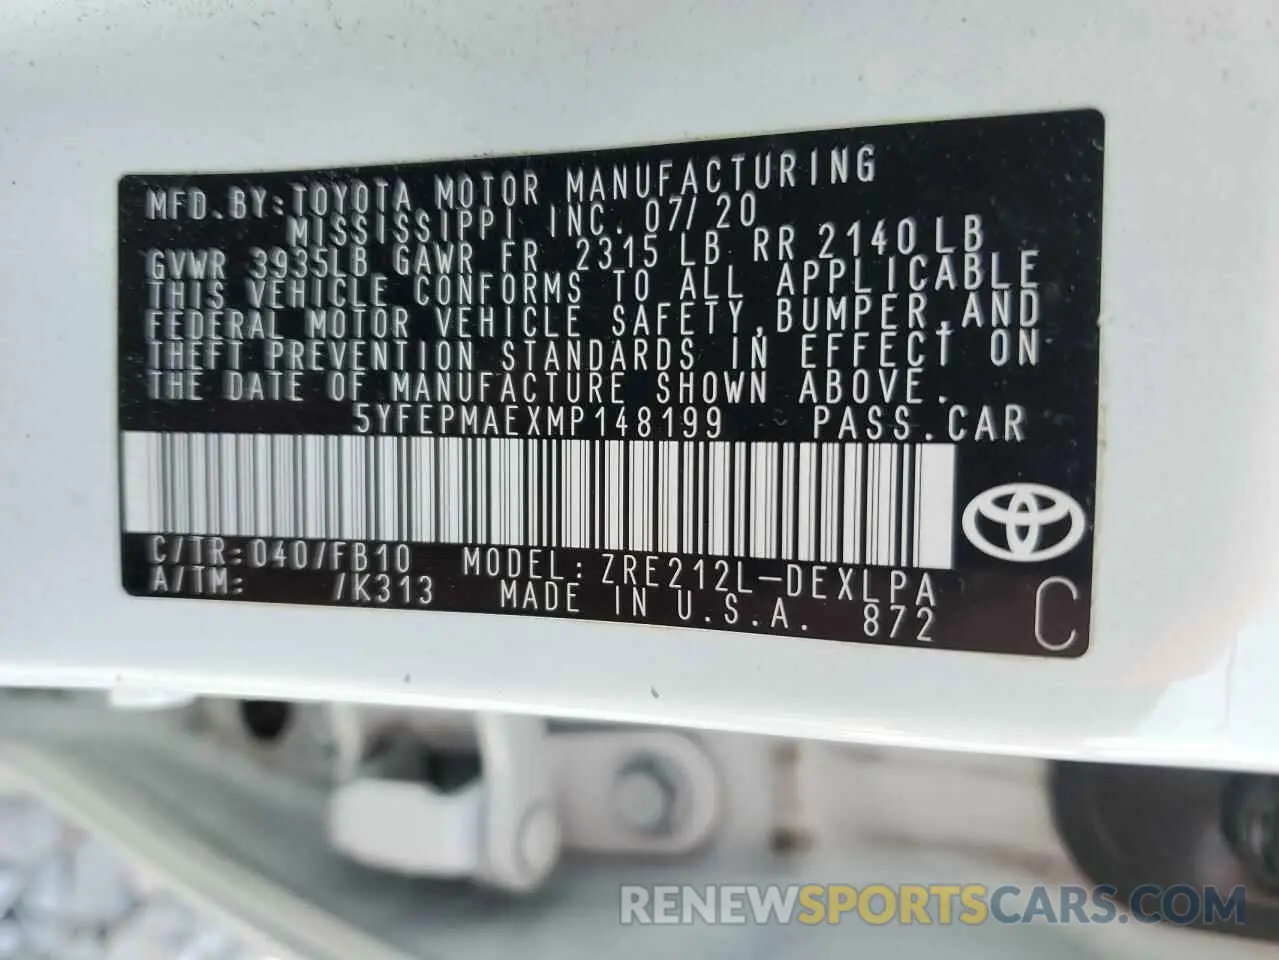 MFD. BY: TOYOTA MOTOR MANUFACTURING
MISSISSIPPI INC. 07/20
GVWR 3935LB GAWR FR 2315 LB RR 2140 LB
THIS VEHICLE CONFORMS TO ALL APPLICABLE
FEDERAL MOTOR VEHICLE SAFETY, BUMPER, AND
THEFT PREVENTION STANDARDS IN EFFECT ON
THE DATE OF MANUFACTURE SHOWN ABOVE.
5YFEPMAEXMP148199 PASS. CAR
C/TR: 040/FB10 MODEL: ZRE212L-DEXLPA
A/TM: /K313 MADE IN U.S.A. 872
C
RENEWSPORTSCARS.COM